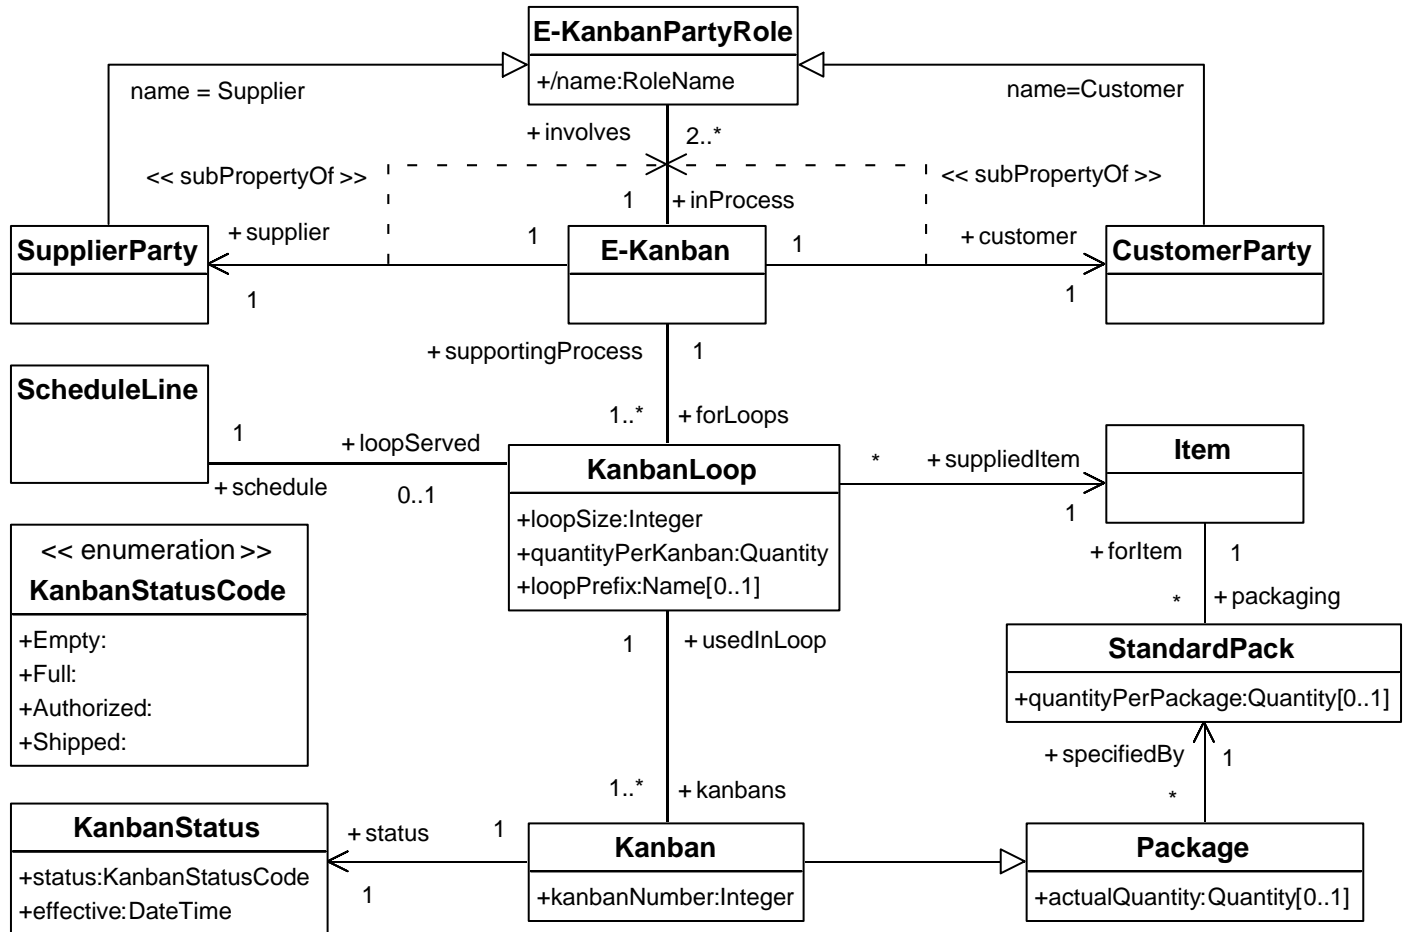 E-KanbanPartyRole
+/name:RoleName
name = Supplier
name=Customer
+involves
2..*
<< subPropertyOf >>
<< subPropertyOf >>
1
+inProcess
SupplierParty
+supplier
1
1
E-Kanban
1
+customer
1
CustomerParty
+supportingProcess
1
1..*
+forLoops
ScheduleLine
1
+loopServed
+schedule
0..1
KanbanLoop
+loopSize:Integer
+quantityPerKanban:Quantity
+loopPrefix:Name[0..1]
*
+suppliedItem
1
Item
+forItem
1
*
+packaging
<< enumeration >>
KanbanStatusCode
+Empty:
+Full:
+Authorized:
+Shipped:
1
+usedInLoop
StandardPack
+quantityPerPackage:Quantity[0..1]
+specifiedBy
1
*
1..*
+kanbans
KanbanStatus
+status:KanbanStatusCode
+effective:DateTime
+status
1
1
Kanban
+kanbanNumber:Integer
Package
+actualQuantity:Quantity[0..1]